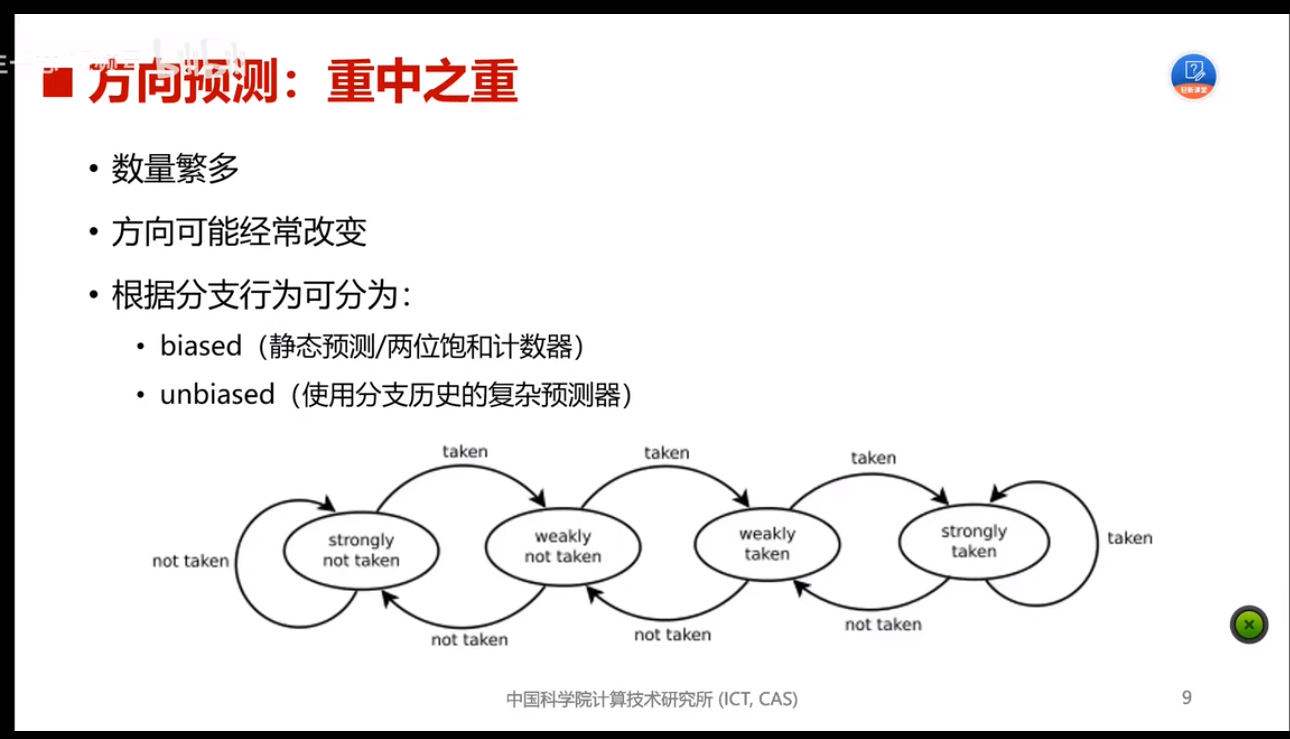 方向预测：重中之重
轻新课堂
• 数量繁多
• 方向可能经常改变
• 根据分支行为可分为：
• biased（静态预测/两位饱和计数器）
• unbiased（使用分支历史的复杂预测器）
taken
taken
taken
strongly
not taken
weakly
not taken
weakly
taken
strongly
taken
not taken
taken
not taken
not taken
not taken
中国科学院计算技术研究所 (ICT, CAS)
9